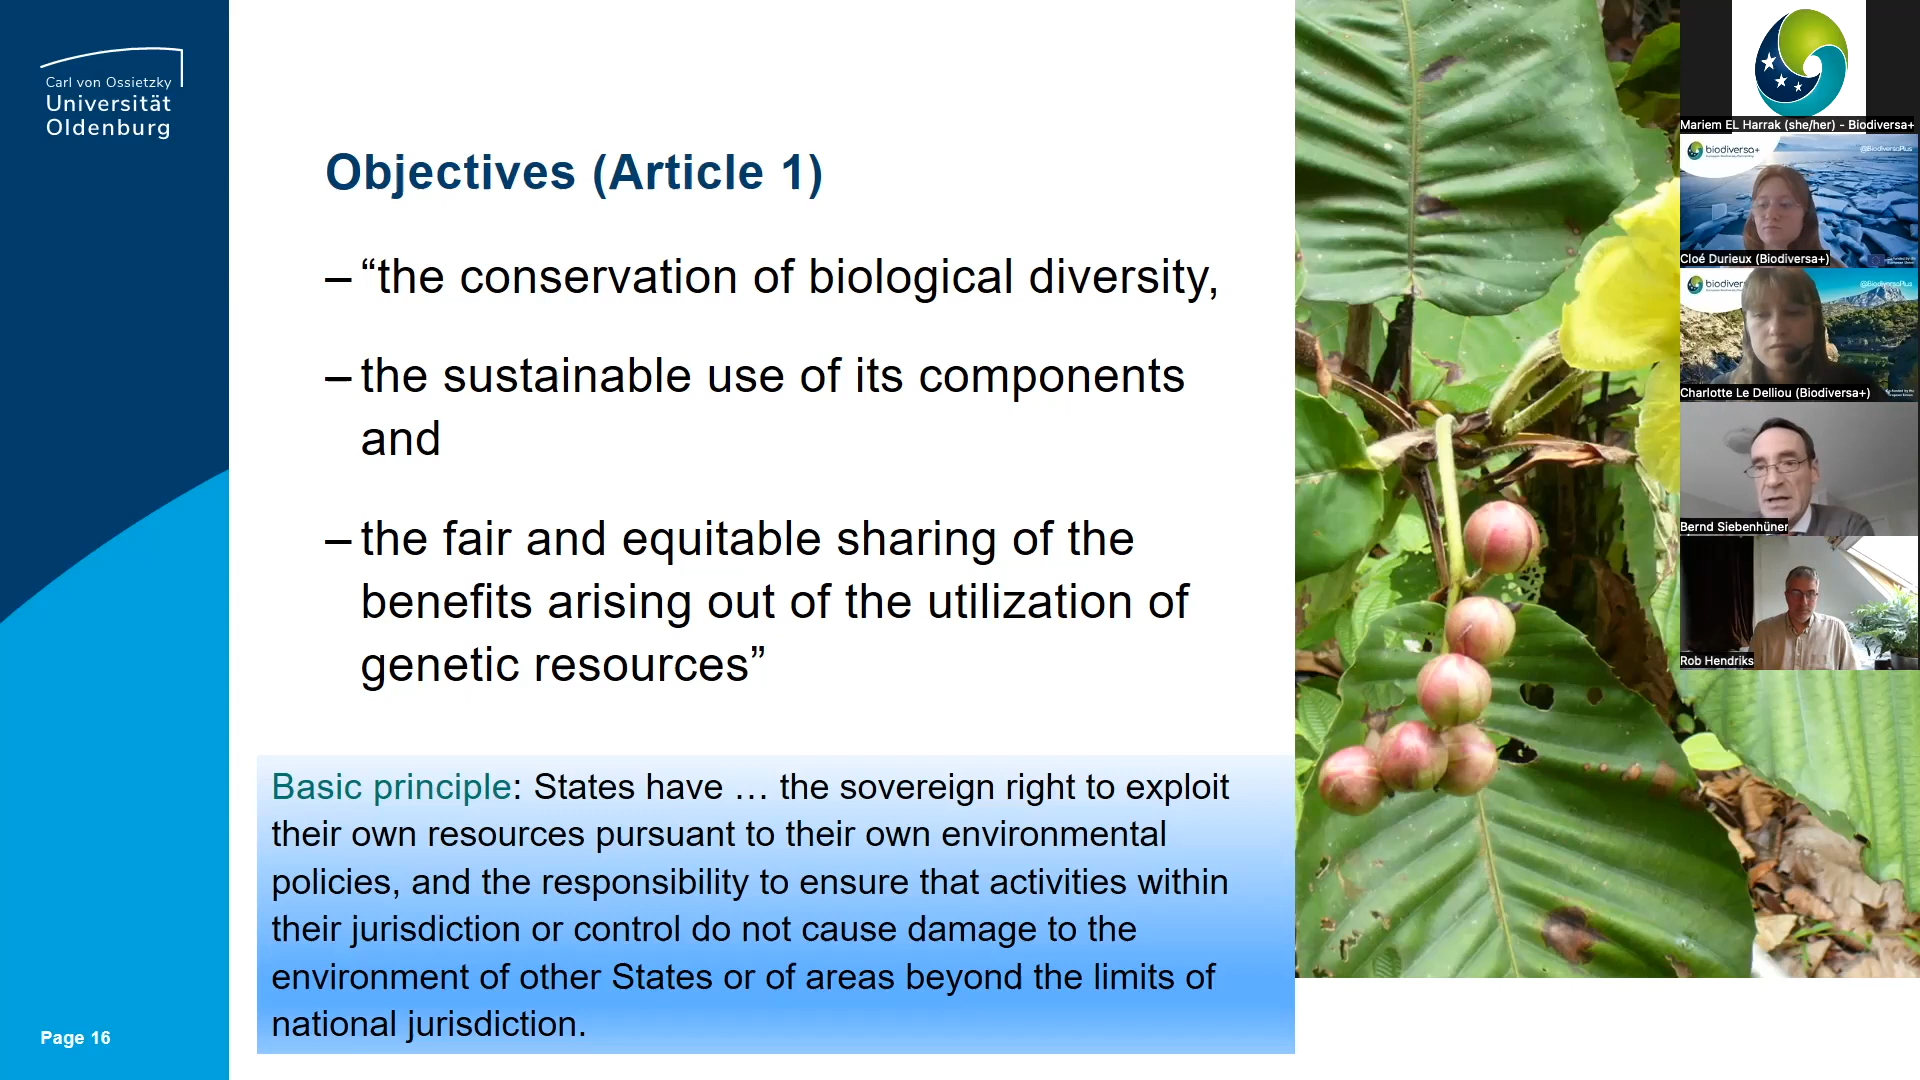 Carl von Ossietzky
Universität
Oldenburg
Objectives (Article 1)
– “the conservation of biological diversity,
– the sustainable use of its components
and
– the fair and equitable sharing of the
benefits arising out of the utilization of
genetic resources”
Basic principle: States have … the sovereign right to exploit
their own resources pursuant to their own environmental
policies, and the responsibility to ensure that activities within
their jurisdiction or control do not cause damage to the
environment of other States or of areas beyond the limits of
national jurisdiction.
Page 16
Mariem EL Harrak (she/her) - Biodiversa+
biodiversa+
@BiodiversaPlus
Cloé Durieux (Biodiversa+)
biodiver
@BiodiversaPlus
Charlotte Le Delliou (Biodiversa+)
Bernd Siebenhüner
Rob Hendriks